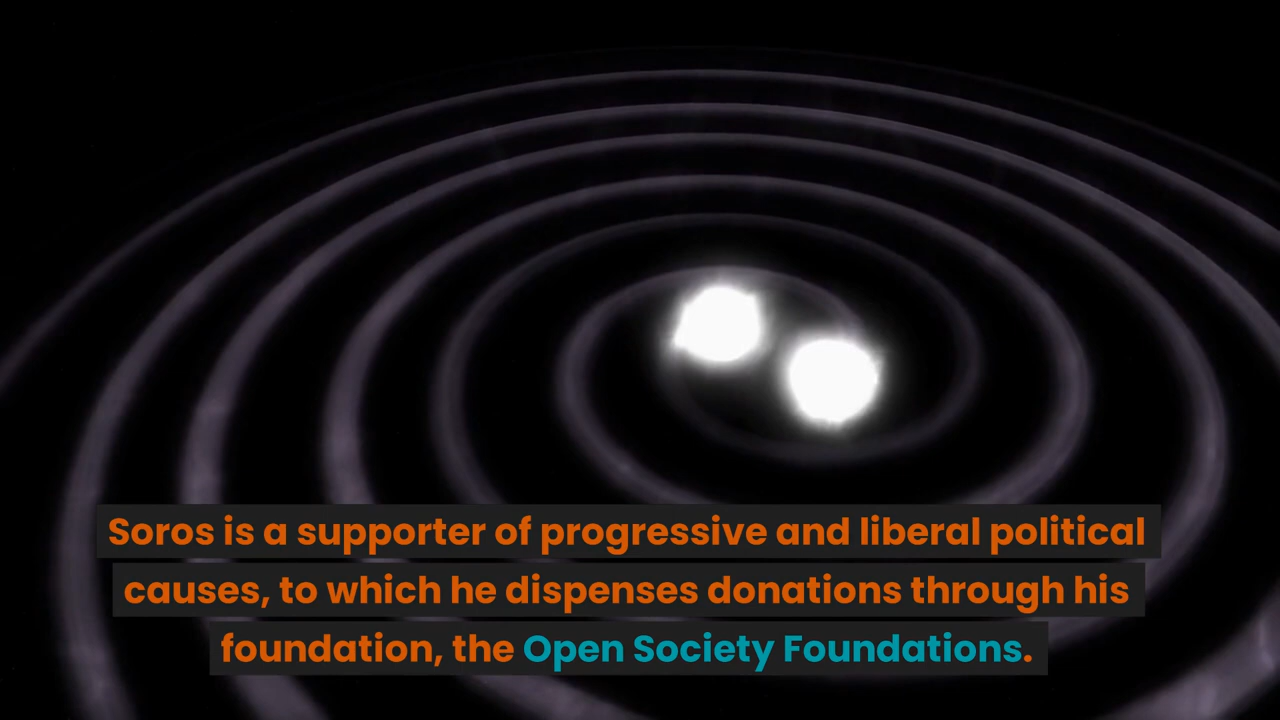 Soros is a supporter of progressive and liberal political
causes, to which he dispenses donations through his
foundation, the Open Society Foundations.